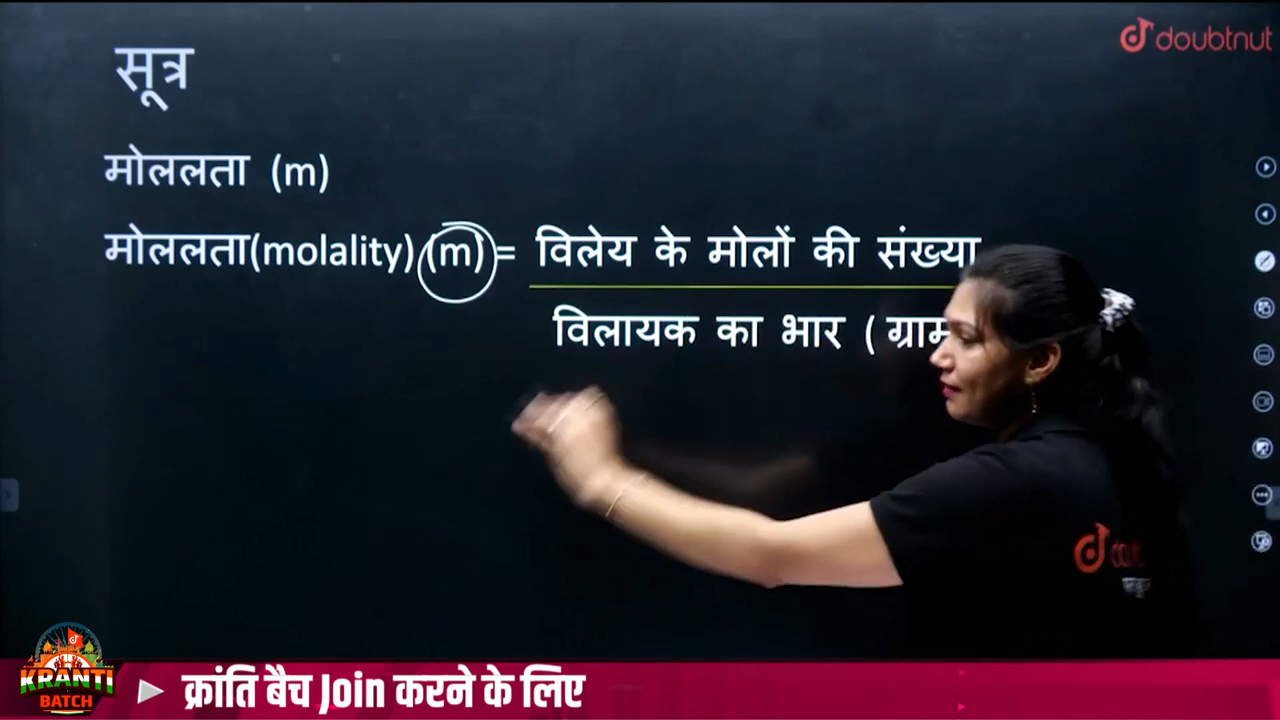 सूत्र
doubtnut
मोललता (m)
मोललता(molality) (m) = विलेय के मोलों की संख्या
विलायक का भार ( ग्राम
KRANTI
BATCH
क्रांति बैच Join करने के लिए